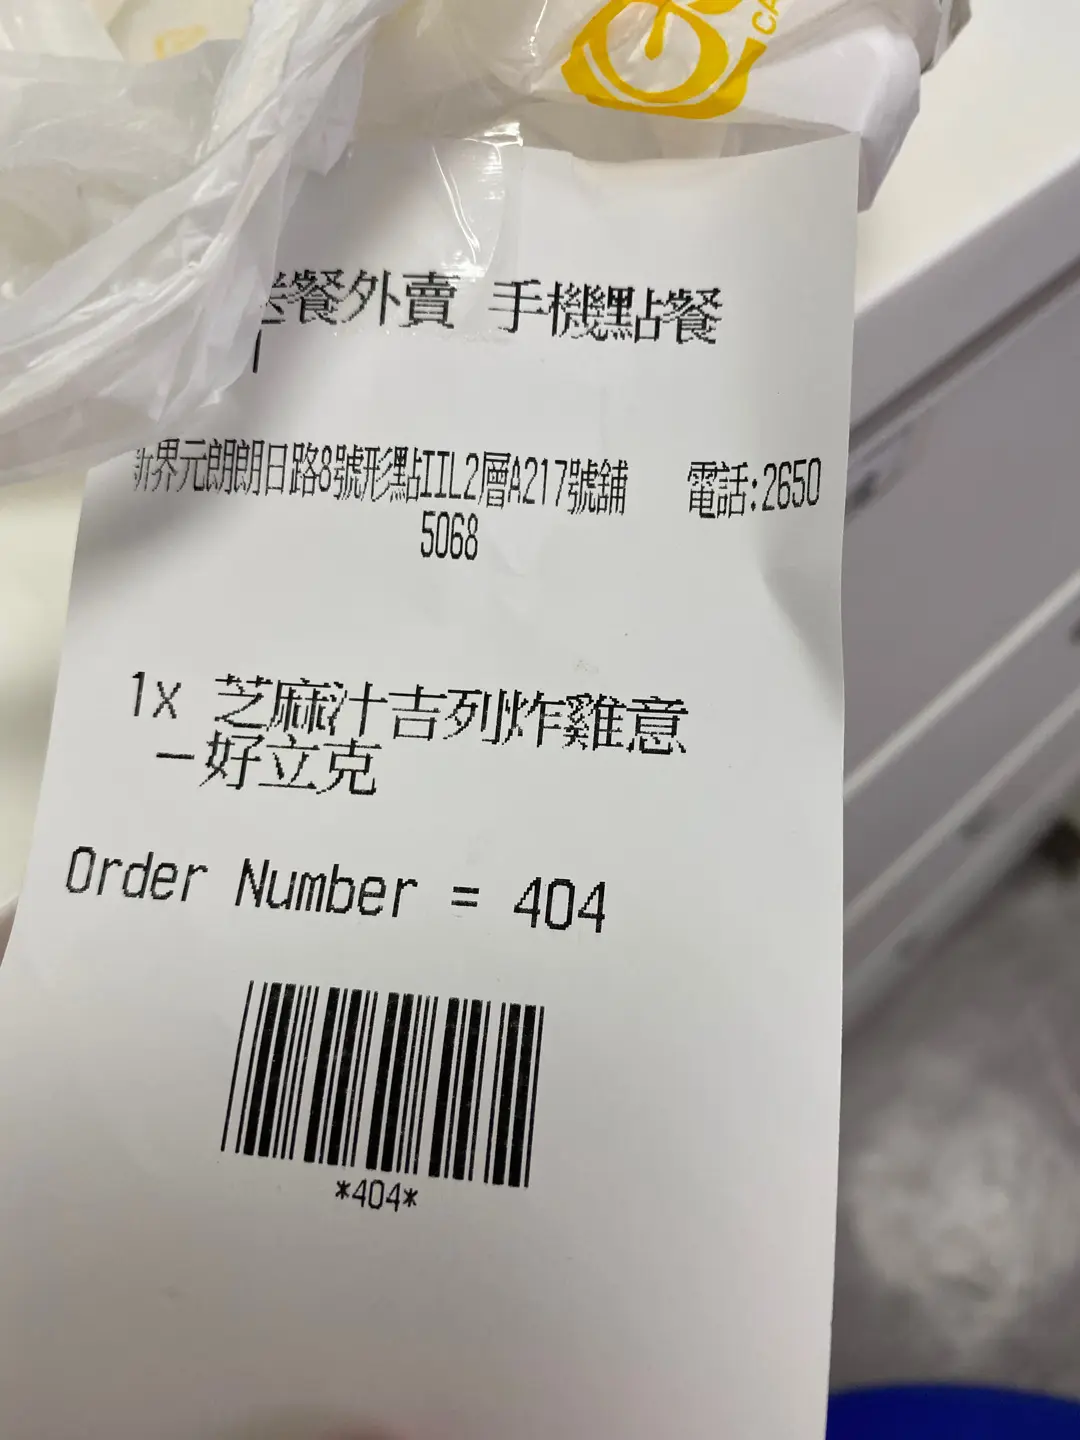 CA
餐外賣 手機點餐
新界元朗朗日路8號形點IIL2層A217號鋪 電話:2650
5068
1x 芝麻汁吉列炸雞意
－好立克
Order Number = 404
*404*